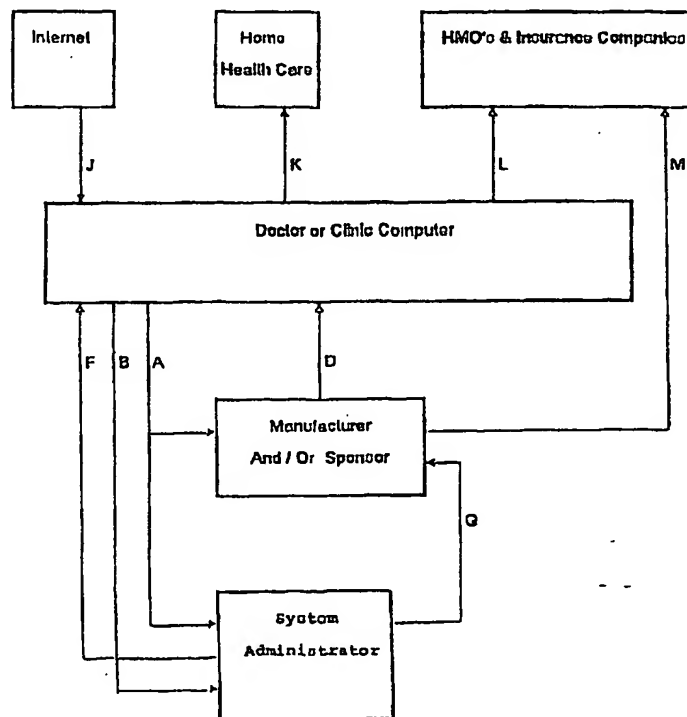 Internet
Home
Health Care
HMO's & Insurance Companies
J
K
L
M
Doctor or Clinic Computer
F
B
A
D
Manufacturer
And / Or Sponsor
Q
System
Administrator